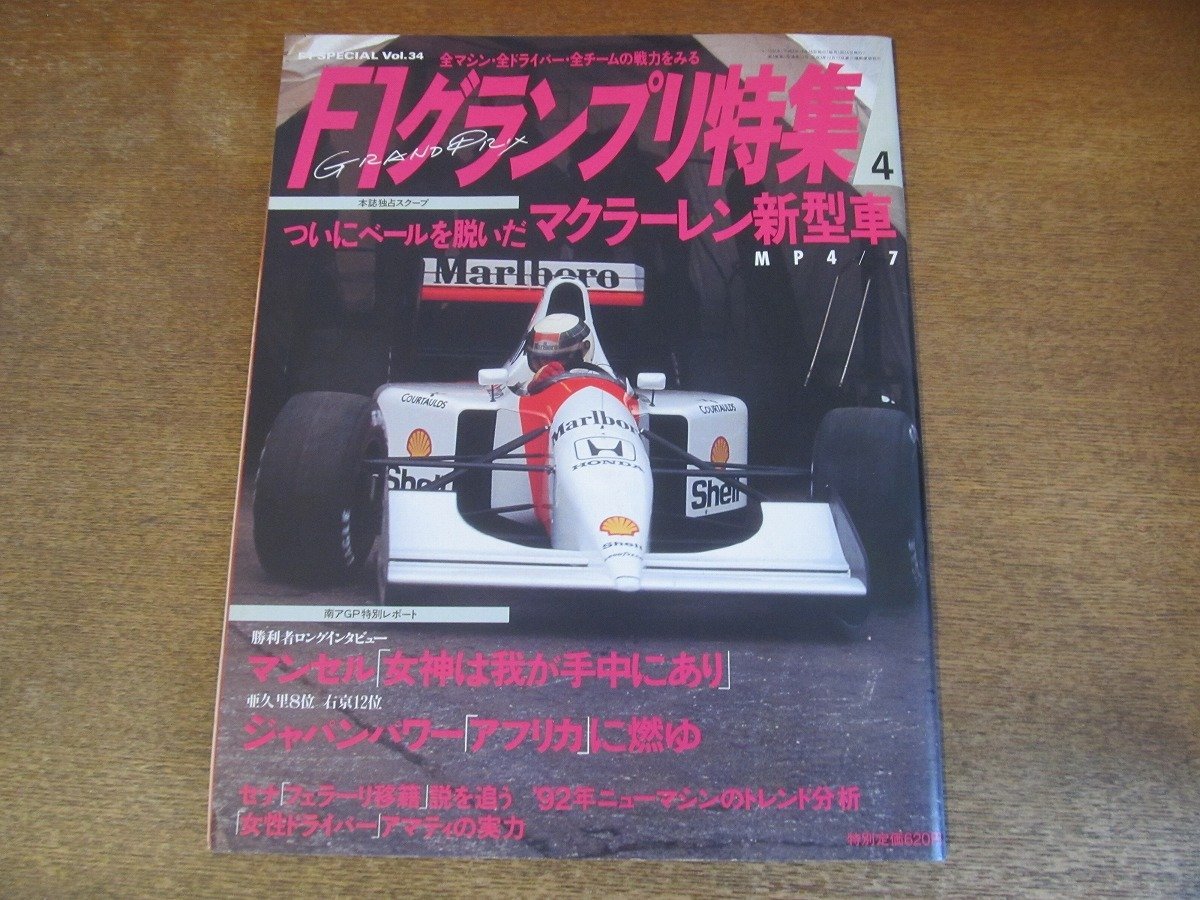 SPECIAL Vol.34
全マシン・全ドライバー・全チームの戦力をみる
F1グランプリ特集
GRAND PRIX
4
本誌独占スクープ
ついにベールを脱いだ マクラーレン新型車
MP4/7
Marlboro
COURTAULDS
COURTAULDS
Marlboro
HONDA
Shell
Shell
Shell
南アGP特別レポート
勝利者ロングインタビュー
マンセル「女神は我が手中にあり」
亜久里8位 右京12位
ジャパンパワー「アフリカ」に燃ゆ
セナ「フェラーリ移籍」説を追う '92年ニューマシンのトレンド分析
「女性ドライバー」アマティの実力
特別定価620円